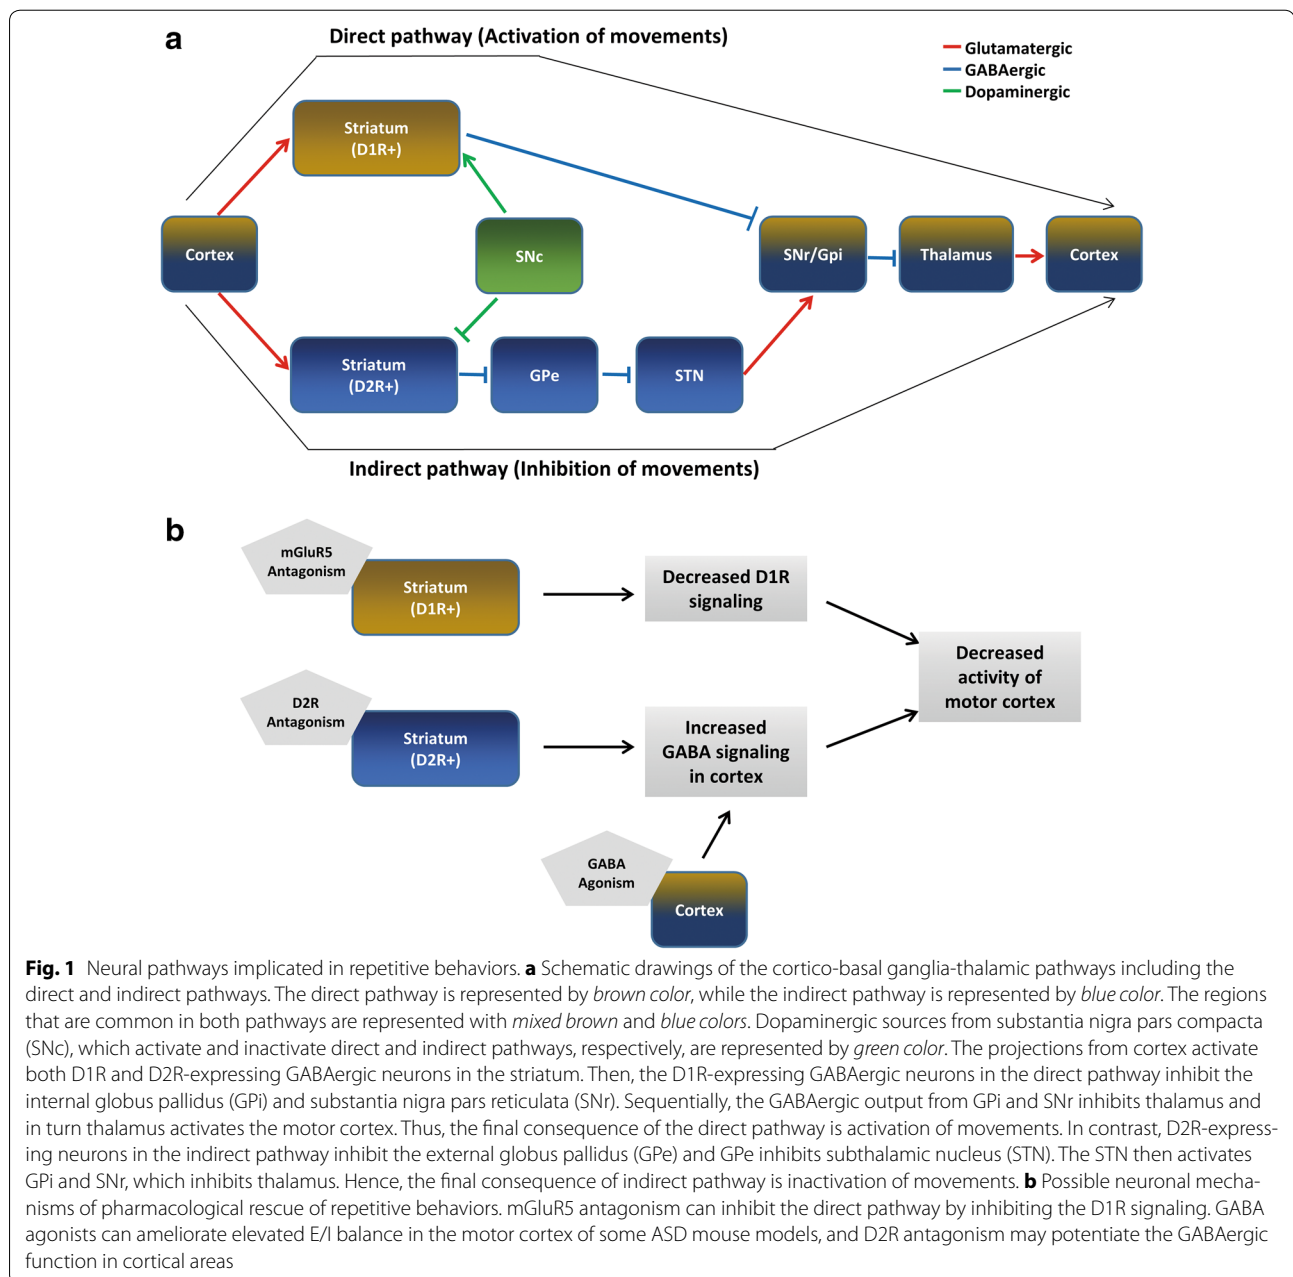 a
Direct pathway (Activation of movements)
Glutamatergic
GABAergic
Dopaminergic
Striatum
(D1R+)
Cortex
SNc
SNr/Gpi
Thalamus
Cortex
Striatum
(D2R+)
GPe
STN
Indirect pathway (Inhibition of movements)
b
mGluR5
Antagonism
Striatum
(D1R+)
Decreased D1R
signaling
Decreased
activity of
motor cortex
D2R
Antagonism
Striatum
(D2R+)
Increased
GABA signaling
in cortex
GABA
Agonism
Cortex
Fig. 1 Neural pathways implicated in repetitive behaviors. a Schematic drawings of the cortico-basal ganglia-thalamic pathways including the
direct and indirect pathways. The direct pathway is represented by brown color, while the indirect pathway is represented by blue color. The regions
that are common in both pathways are represented with mixed brown and blue colors. Dopaminergic sources from substantia nigra pars compacta
(SNc), which activate and inactivate direct and indirect pathways, respectively, are represented by green color. The projections from cortex activate
both D1R and D2R-expressing GABAergic neurons in the striatum. Then, the D1R-expressing GABAergic neurons in the direct pathway inhibit the
internal globus pallidus (GPi) and substantia nigra pars reticulata (SNr). Sequentially, the GABAergic output from GPi and SNr inhibits thalamus and
in turn thalamus activates the motor cortex. Thus, the final consequence of the direct pathway is activation of movements. In contrast, D2R-express-
ing neurons in the indirect pathway inhibit the external globus pallidus (GPe) and GPe inhibits subthalamic nucleus (STN). The STN then activates
GPi and SNr, which inhibits thalamus. Hence, the final consequence of indirect pathway is inactivation of movements. b Possible neuronal mecha-
nisms of pharmacological rescue of repetitive behaviors. mGluR5 antagonism can inhibit the direct pathway by inhibiting the D1R signaling. GABA
agonists can ameliorate elevated E/I balance in the motor cortex of some ASD mouse models, and D2R antagonism may potentiate the GABAergic
function in cortical areas